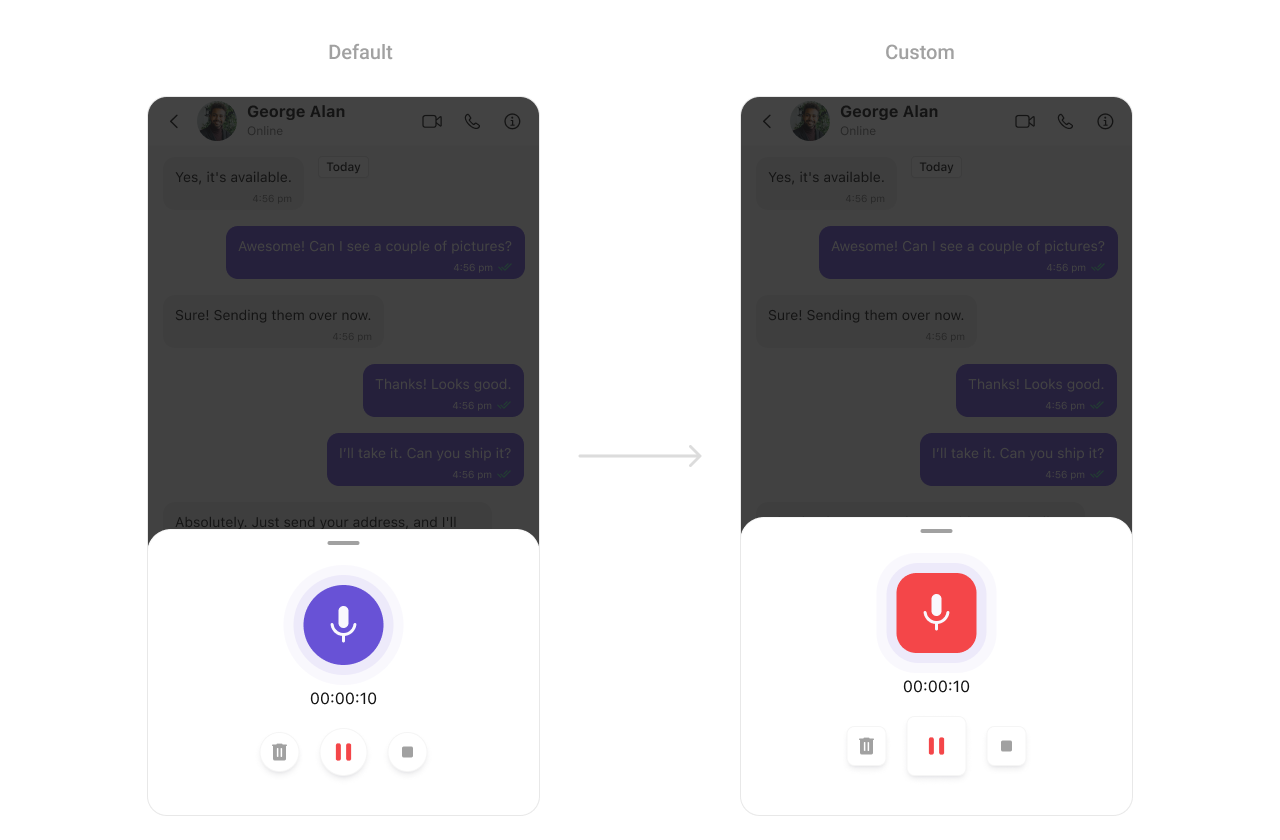 Default
George Alan
Online
Today
Yes, it's available.
4:56 pm
Awesome! Can I see a couple of pictures?
4:56 pm
Sure! Sending them over now.
4:56 pm
Thanks! Looks good.
4:56 pm
I'll take it. Can you ship it?
4:56 pm
Absolutely. Just send your address, and I'll
00:00:10
Custom
George Alan
Online
Today
Yes, it's available.
4:56 pm
Awesome! Can I see a couple of pictures?
4:56 pm
Sure! Sending them over now.
4:56 pm
Thanks! Looks good.
4:56 pm
I'll take it. Can you ship it?
4:56 pm
00:00:10